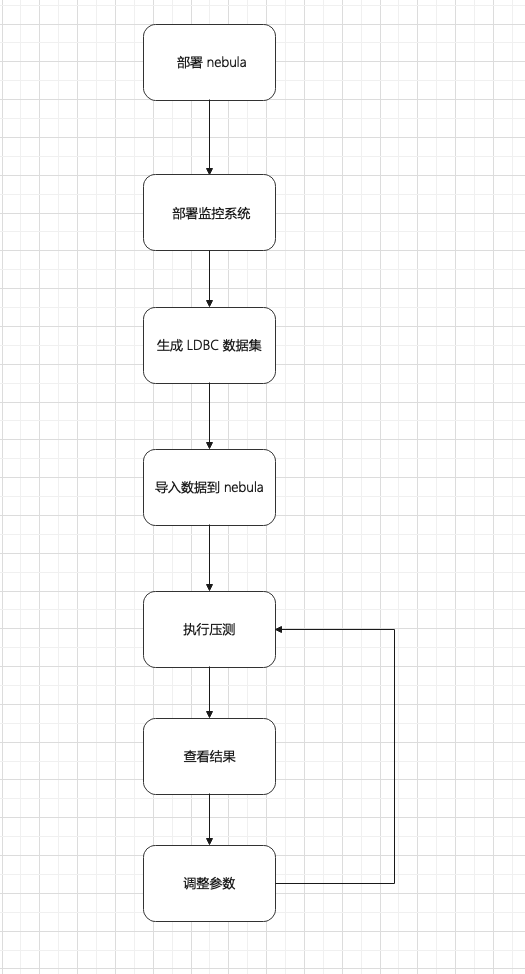 部署 nebula
部署监控系统
生成 LDBC 数据集
导入数据到 nebula
执行压测
查看结果
调整参数